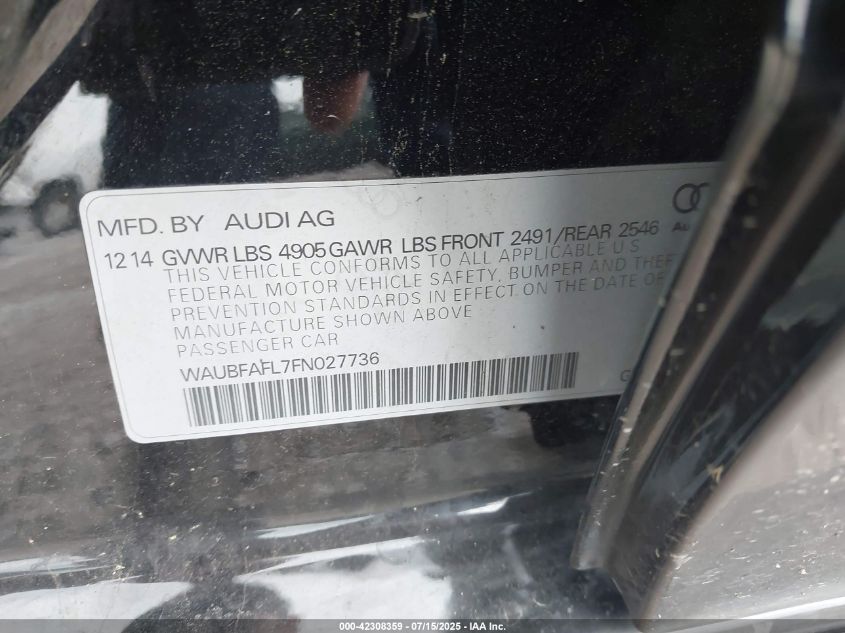 MFD. BY AUDI AG
12 14 GVWR LBS 4905 GAWR LBS FRONT 2491/REAR 2546
THIS VEHICLE CONFORMS TO ALL APPLICABLE U S
FEDERAL MOTOR VEHICLE SAFETY, BUMPER AND THEF
PREVENTION STANDARDS IN EFFECT ON THE DATE OF
MANUFACTURE SHOWN ABOVE
PASSENGER CAR
WAUBFAFL7FN027736
000-42308359 - 07/15/2025 - IAA Inc.